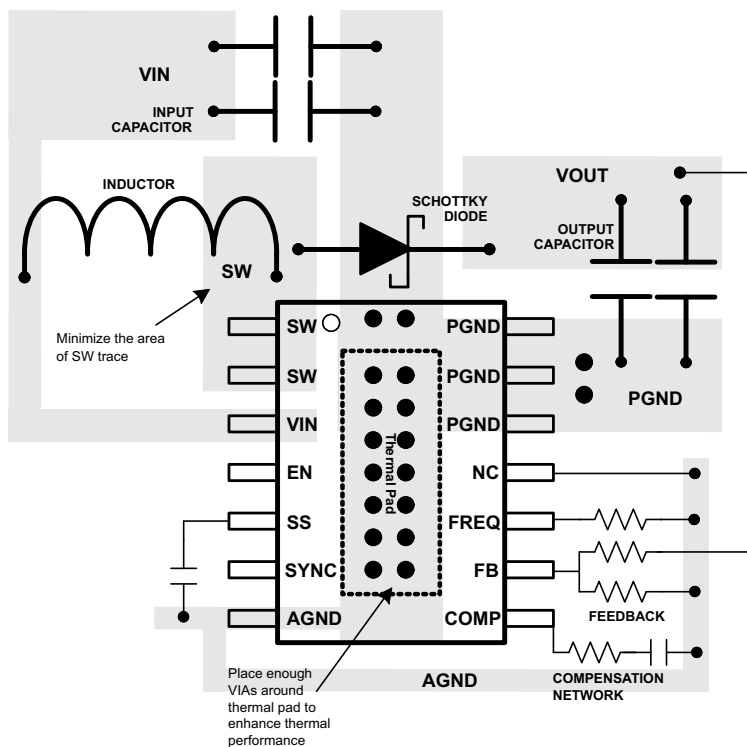 VIN
INPUT
CAPACITOR
INDUCTOR
SCHOTTKY
DIODE
VOUT
OUTPUT
CAPACITOR
SW
Minimize the area
of SW trace
SW
SW
VIN
EN
SS
SYNC
AGND
Thermal Pad
PGND
PGND
PGND
NC
FREQ
FB
COMP
PGND
FEEDBACK
COMPENSATION
NETWORK
AGND
Place enough
VIAs around
thermal pad to
enhance thermal
performance